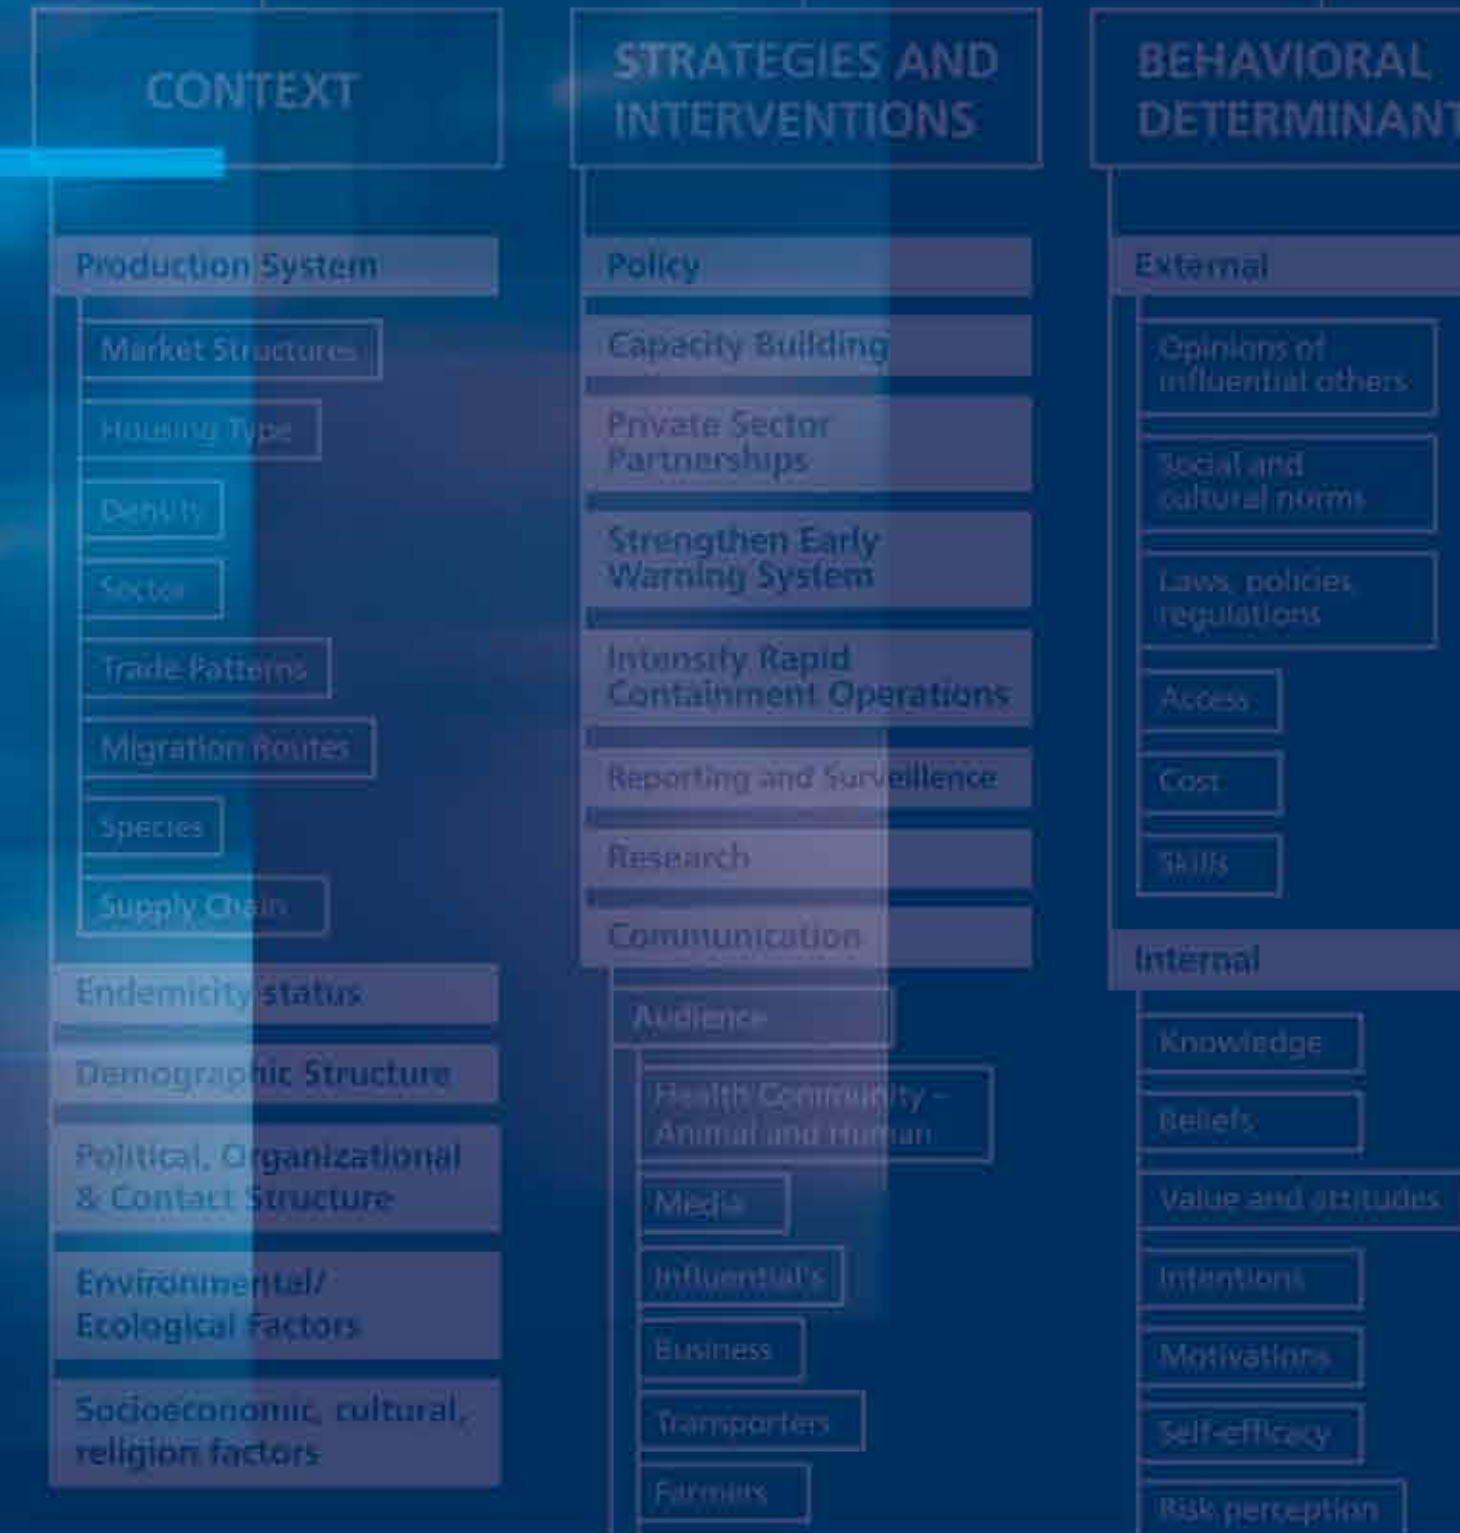 CONTEXT
Production System
Market Structures
Housing Type
Density
Sector
Trade Patterns
Migration Routes
Species
Supply Chain
Endemicity status
Demographic Structure
Political, Organizational
& Contact Structure
Environmental/
Ecological Factors
Socioeconomic, cultural,
religion factors
STRATEGIES AND
INTERVENTIONS
Policy
Capacity Building
Private Sector
Partnerships
Strengthen Early
Warning System
Intensify Rapid
Containment Operations
Reporting and Surveillence
Research
Communication
Audience
Health Community –
Animal and Human
Media
Influential's
Business
Transporters
Farmers
BEHAVIORAL
DETERMINANT
External
Opinions of
influential others
Social and
cultural norms
Laws, policies,
regulations
Access
Cost
Skills
Internal
Knowledge
Beliefs
Value and attitudes
Intentions
Motivations
Self-efficacy
Risk perception